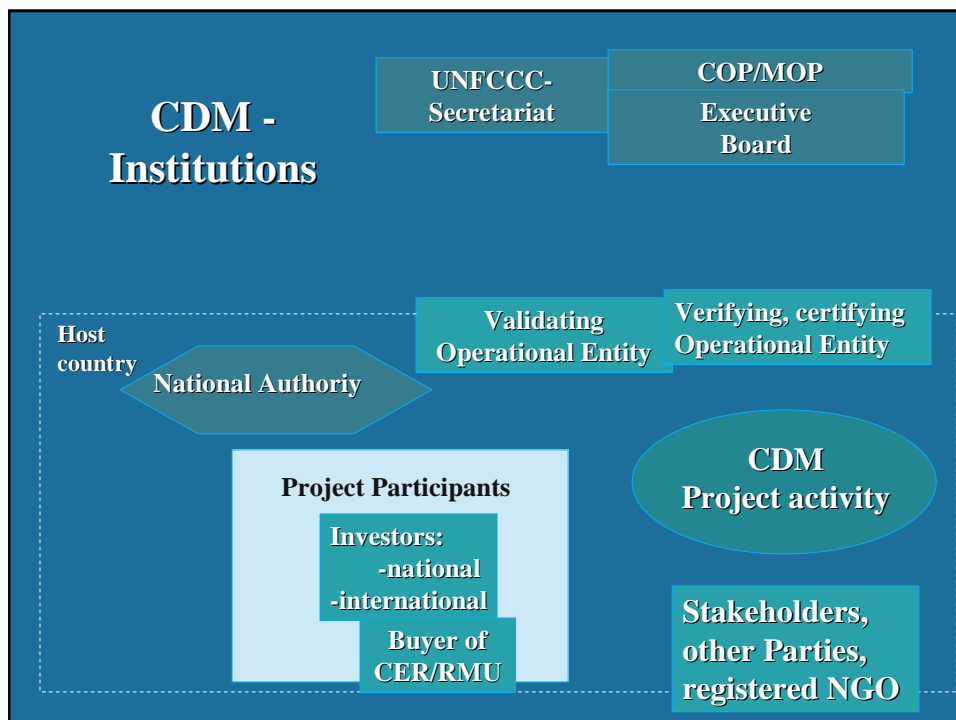 CDM -
Institutions
UNFCCC-
Secretariat
COP/MOP
Executive
Board
Host
country
National Authoriy
Validating
Operational Entity
Verifying, certifying
Operational Entity
Project Participants
Investors:
-national
-international
Buyer of
CER/RMU
CDM
Project activity
Stakeholders,
other Parties,
registered NGO